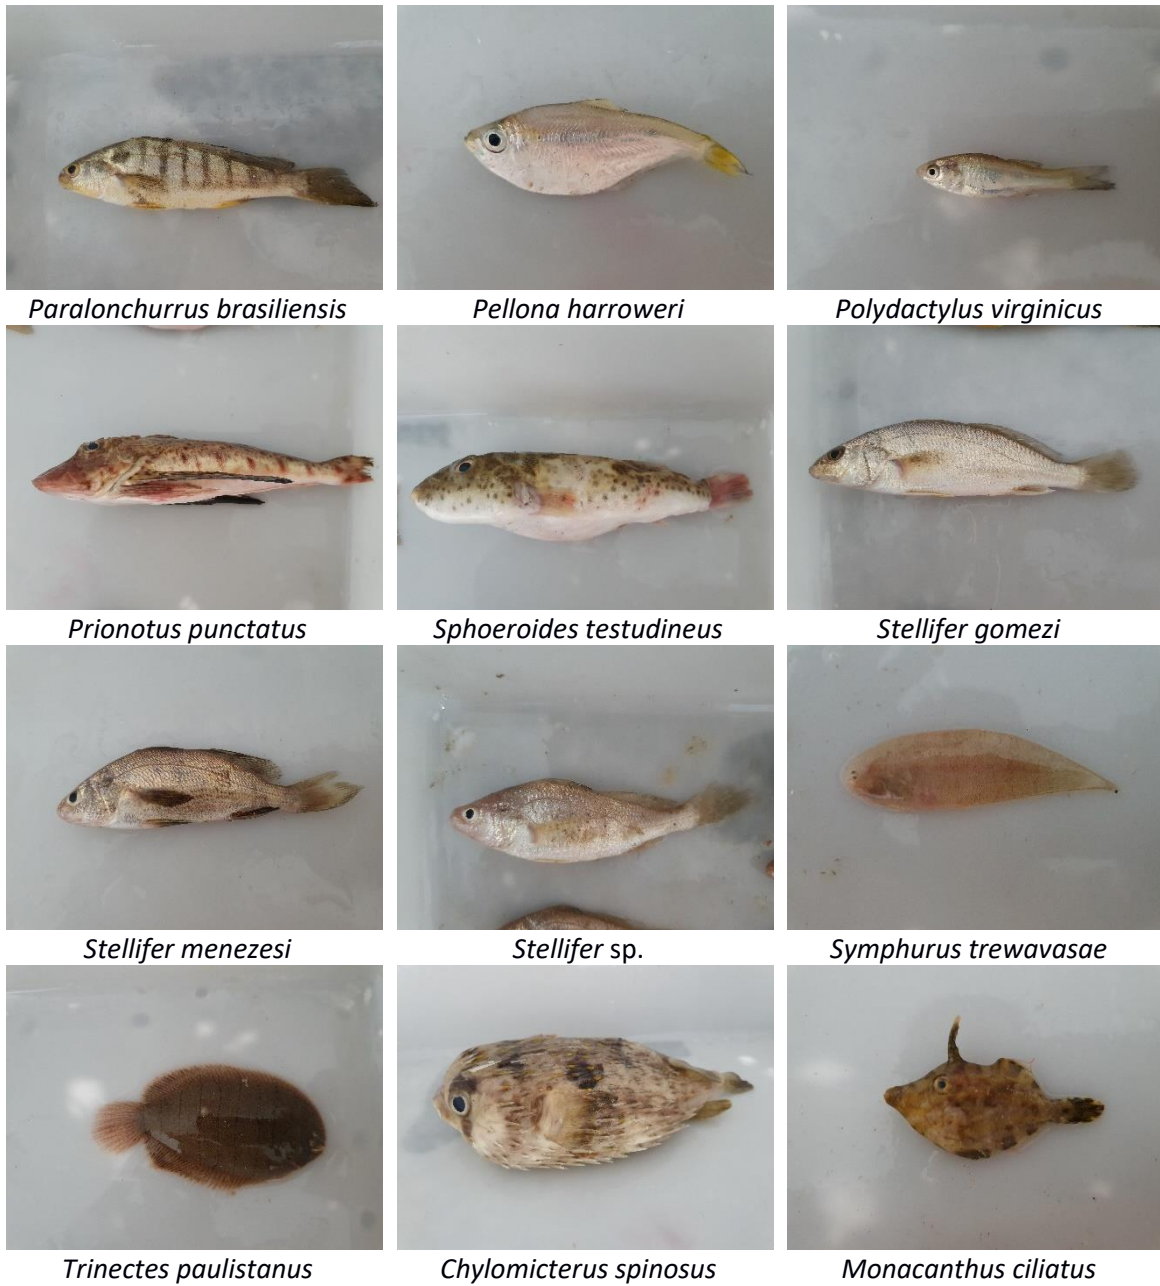 Paralonchurrus brasiliensis
Pellona harroweri
Polydactylus virginicus
Prionotus punctatus
Sphoeroides testudineus
Stellifer gomezi
Stellifer menezesi
Stellifer sp.
Symphurus trewavasae
Trinectes paulistanus
Chylomicterus spinosus
Monacanthus ciliatus